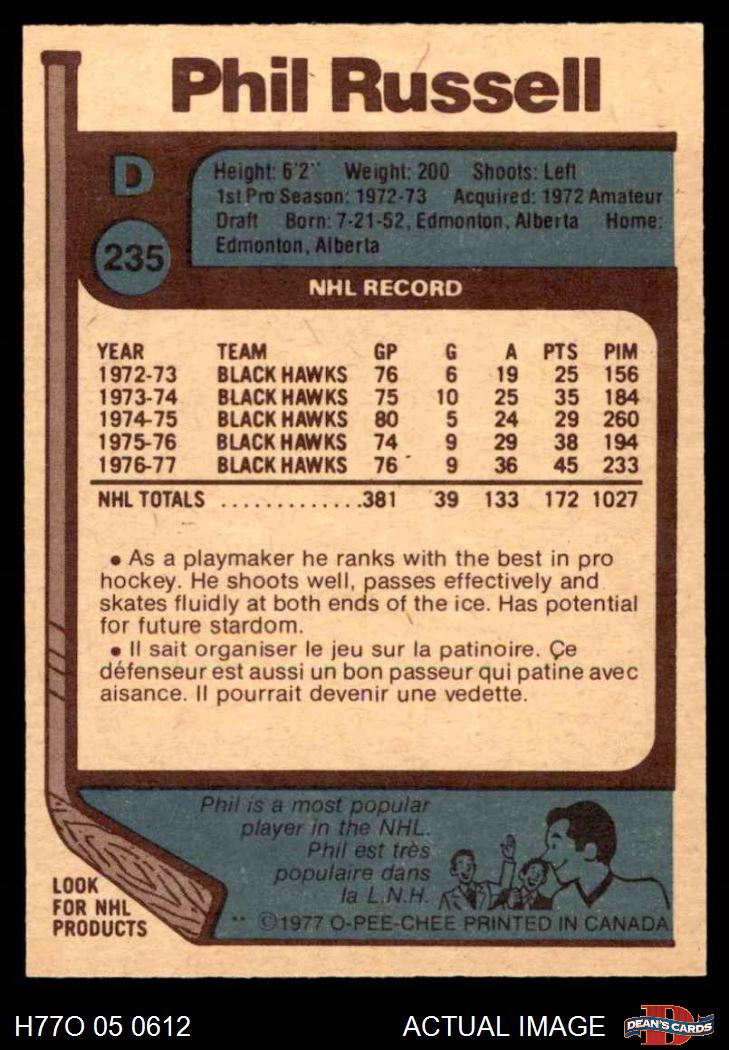 Phil Russell
D
235
Height: 6'2" Weight: 200 Shoots: Left
1st Pro Season: 1972-73 Acquired: 1972 Amateur
Draft Born: 7-21-52, Edmonton, Alberta Home:
Edmonton, Alberta
NHL RECORD
YEAR TEAM GP G A PTS PIM
1972-73 BLACK HAWKS 76 6 19 25 156
1973-74 BLACK HAWKS 75 10 25 35 184
1974-75 BLACK HAWKS 80 5 24 29 260
1975-76 BLACK HAWKS 74 9 29 38 194
1976-77 BLACK HAWKS 76 9 36 45 233
NHL TOTALS ..............381 39 133 172 1027
• As a playmaker he ranks with the best in pro
hockey. He shoots well, passes effectively and
skates fluidly at both ends of the ice. Has potential
for future stardom.
• Il sait organiser le jeu sur la patinoire. Çe
défenseur est aussi un bon passeur qui patine avec
aisance. Il pourrait devenir une vedette.
Phil is a most popular
player in the NHL.
Phil est très
populaire dans
la L.N.H.
LOOK
FOR NHL
PRODUCTS
** ©1977 O-PEE-CHEE PRINTED IN CANADA
H77O 05 0612 ACTUAL IMAGE
D
DEAN'S CARDS